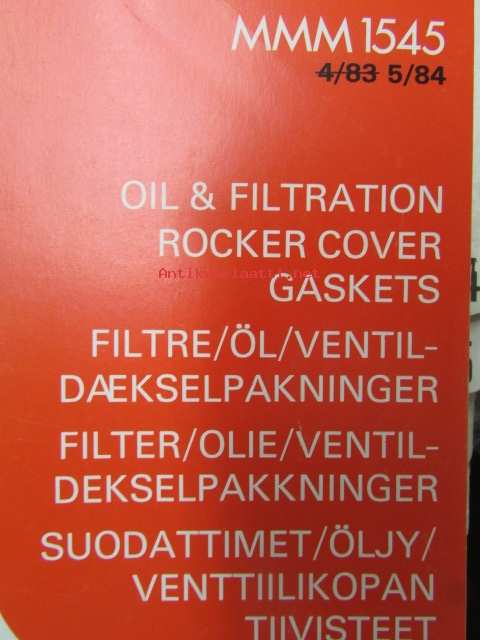 MMM 1545
4/83 5/84
OIL & FILTRATION
ROCKER COVER
GASKETS
FILTRE/ÖL/VENTIL-
DAEKSELPAKNINGER
FILTER/OLIE/VENTIL-
DEKSELPAKKNINGER
SUODATTIMET/ÖLJY/
VENTTIILIKOPAN
TIIVISTEET